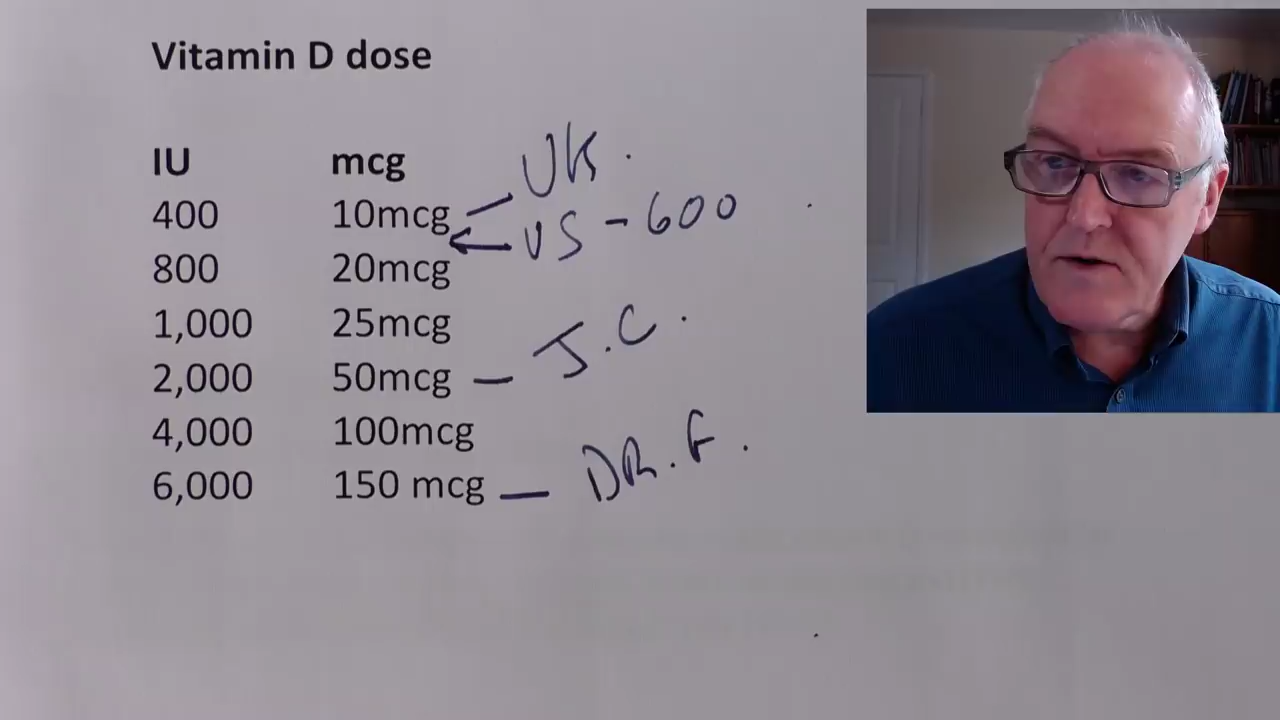 Vitamin D dose
IU mcg UK.
400 10mcg
US - 600
800 20mcg
1,000 25mcg J.C.
2,000 50mcg
4,000 100mcg DR.F.
6,000 150 mcg